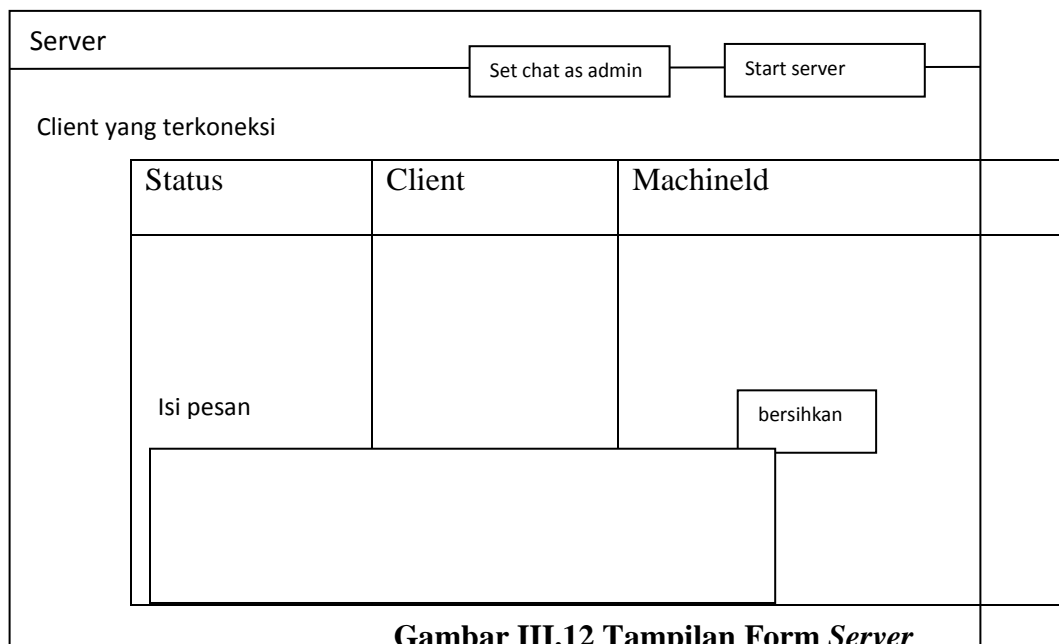 Server
Set chat as admin
Start server
Client yang terkoneksi
Status Client Machineld
Isi pesan
bersihkan
Gambar III.12 Tampilan Form Server